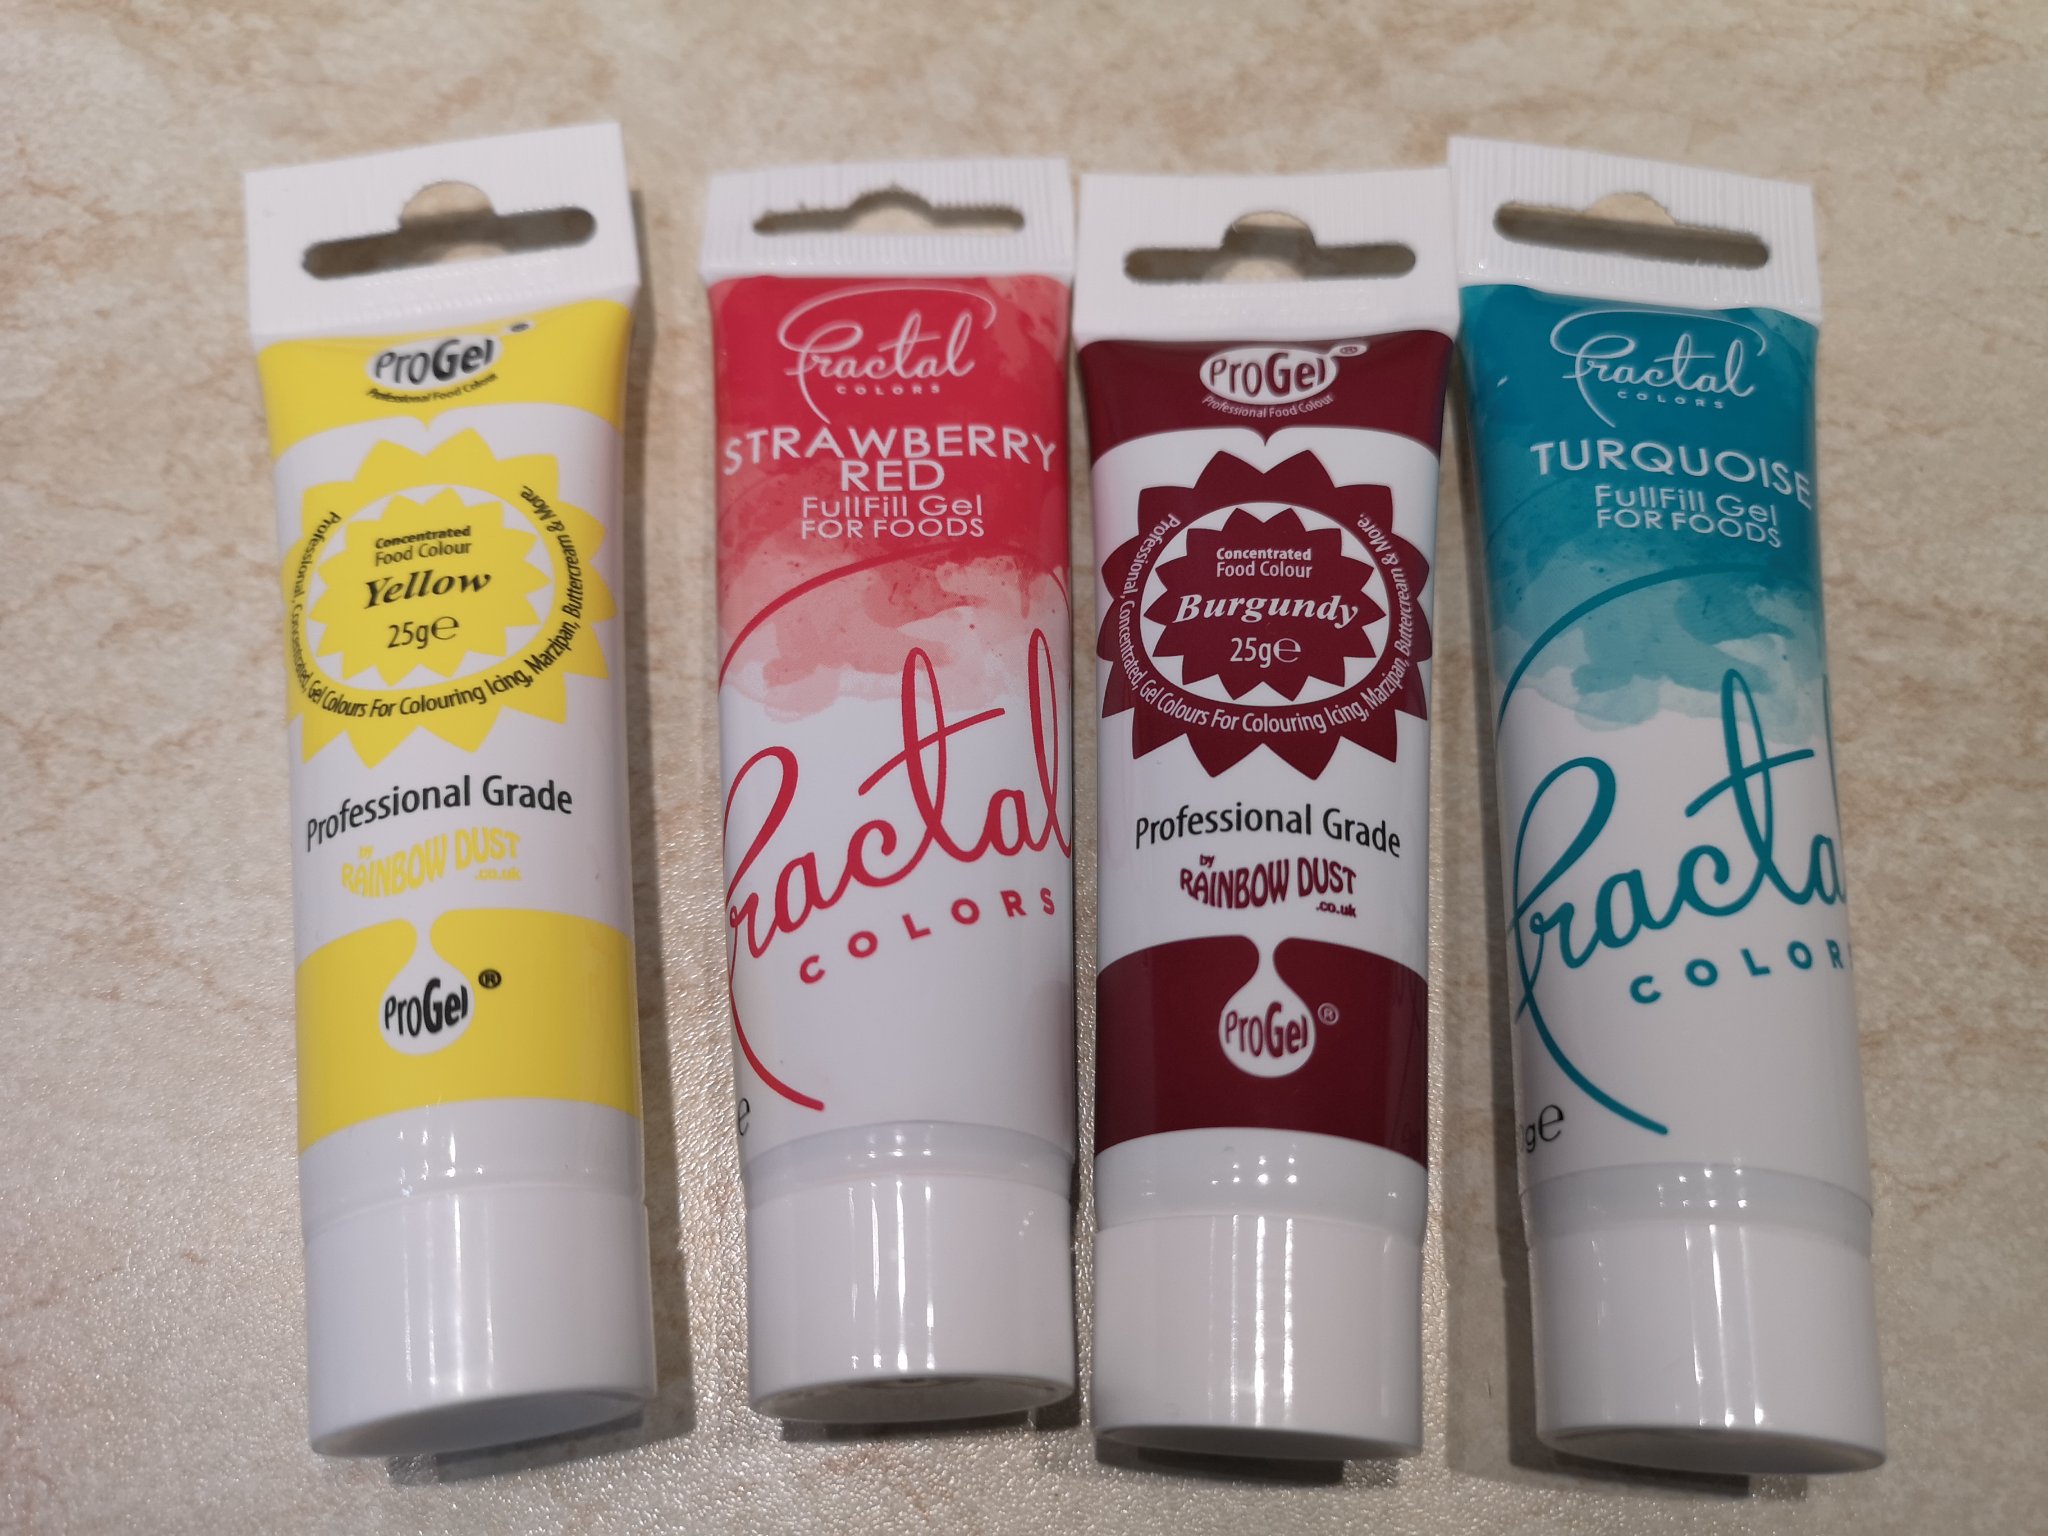 ProGel®
Professional Food Colour
Concentrated
Food Colour
Yellow
25g℮
Professional, Concentrated, Gel Colours For Colouring Icing, Marzipan, Buttercream & More.
Professional Grade
by
RAINBOW DUST
.co.uk
ProGel®
Fractal
COLORS
STRAWBERRY
RED
FullFill Gel
FOR FOODS
Fractal
COLORS
℮
ProGel®
Professional Food Colour
Concentrated
Food Colour
Burgundy
25g℮
Professional, Concentrated, Gel Colours For Colouring Icing, Marzipan, Buttercream & More.
Professional Grade
by
RAINBOW DUST
.co.uk
ProGel®
Fractal
COLORS
TURQUOISE
FullFill Gel
FOR FOODS
Fracta
COLOR
g℮